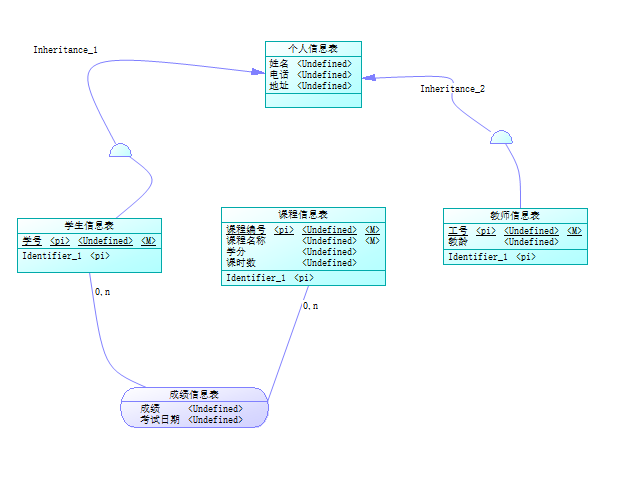 Inheritance_1
个人信息表
姓名 <Undefined>
电话 <Undefined>
地址 <Undefined>
Inheritance_2
学生信息表
学号 <pi> <Undefined> <M>
Identifier_1 <pi>
课程信息表
课程编号 <pi> <Undefined> <M>
课程名称 <Undefined> <M>
学分 <Undefined>
课时数 <Undefined>
Identifier_1 <pi>
教师信息表
工号 <pi> <Undefined> <M>
教龄 <Undefined>
Identifier_1 <pi>
0,n
0,n
成绩信息表
成绩 <Undefined>
考试日期 <Undefined>